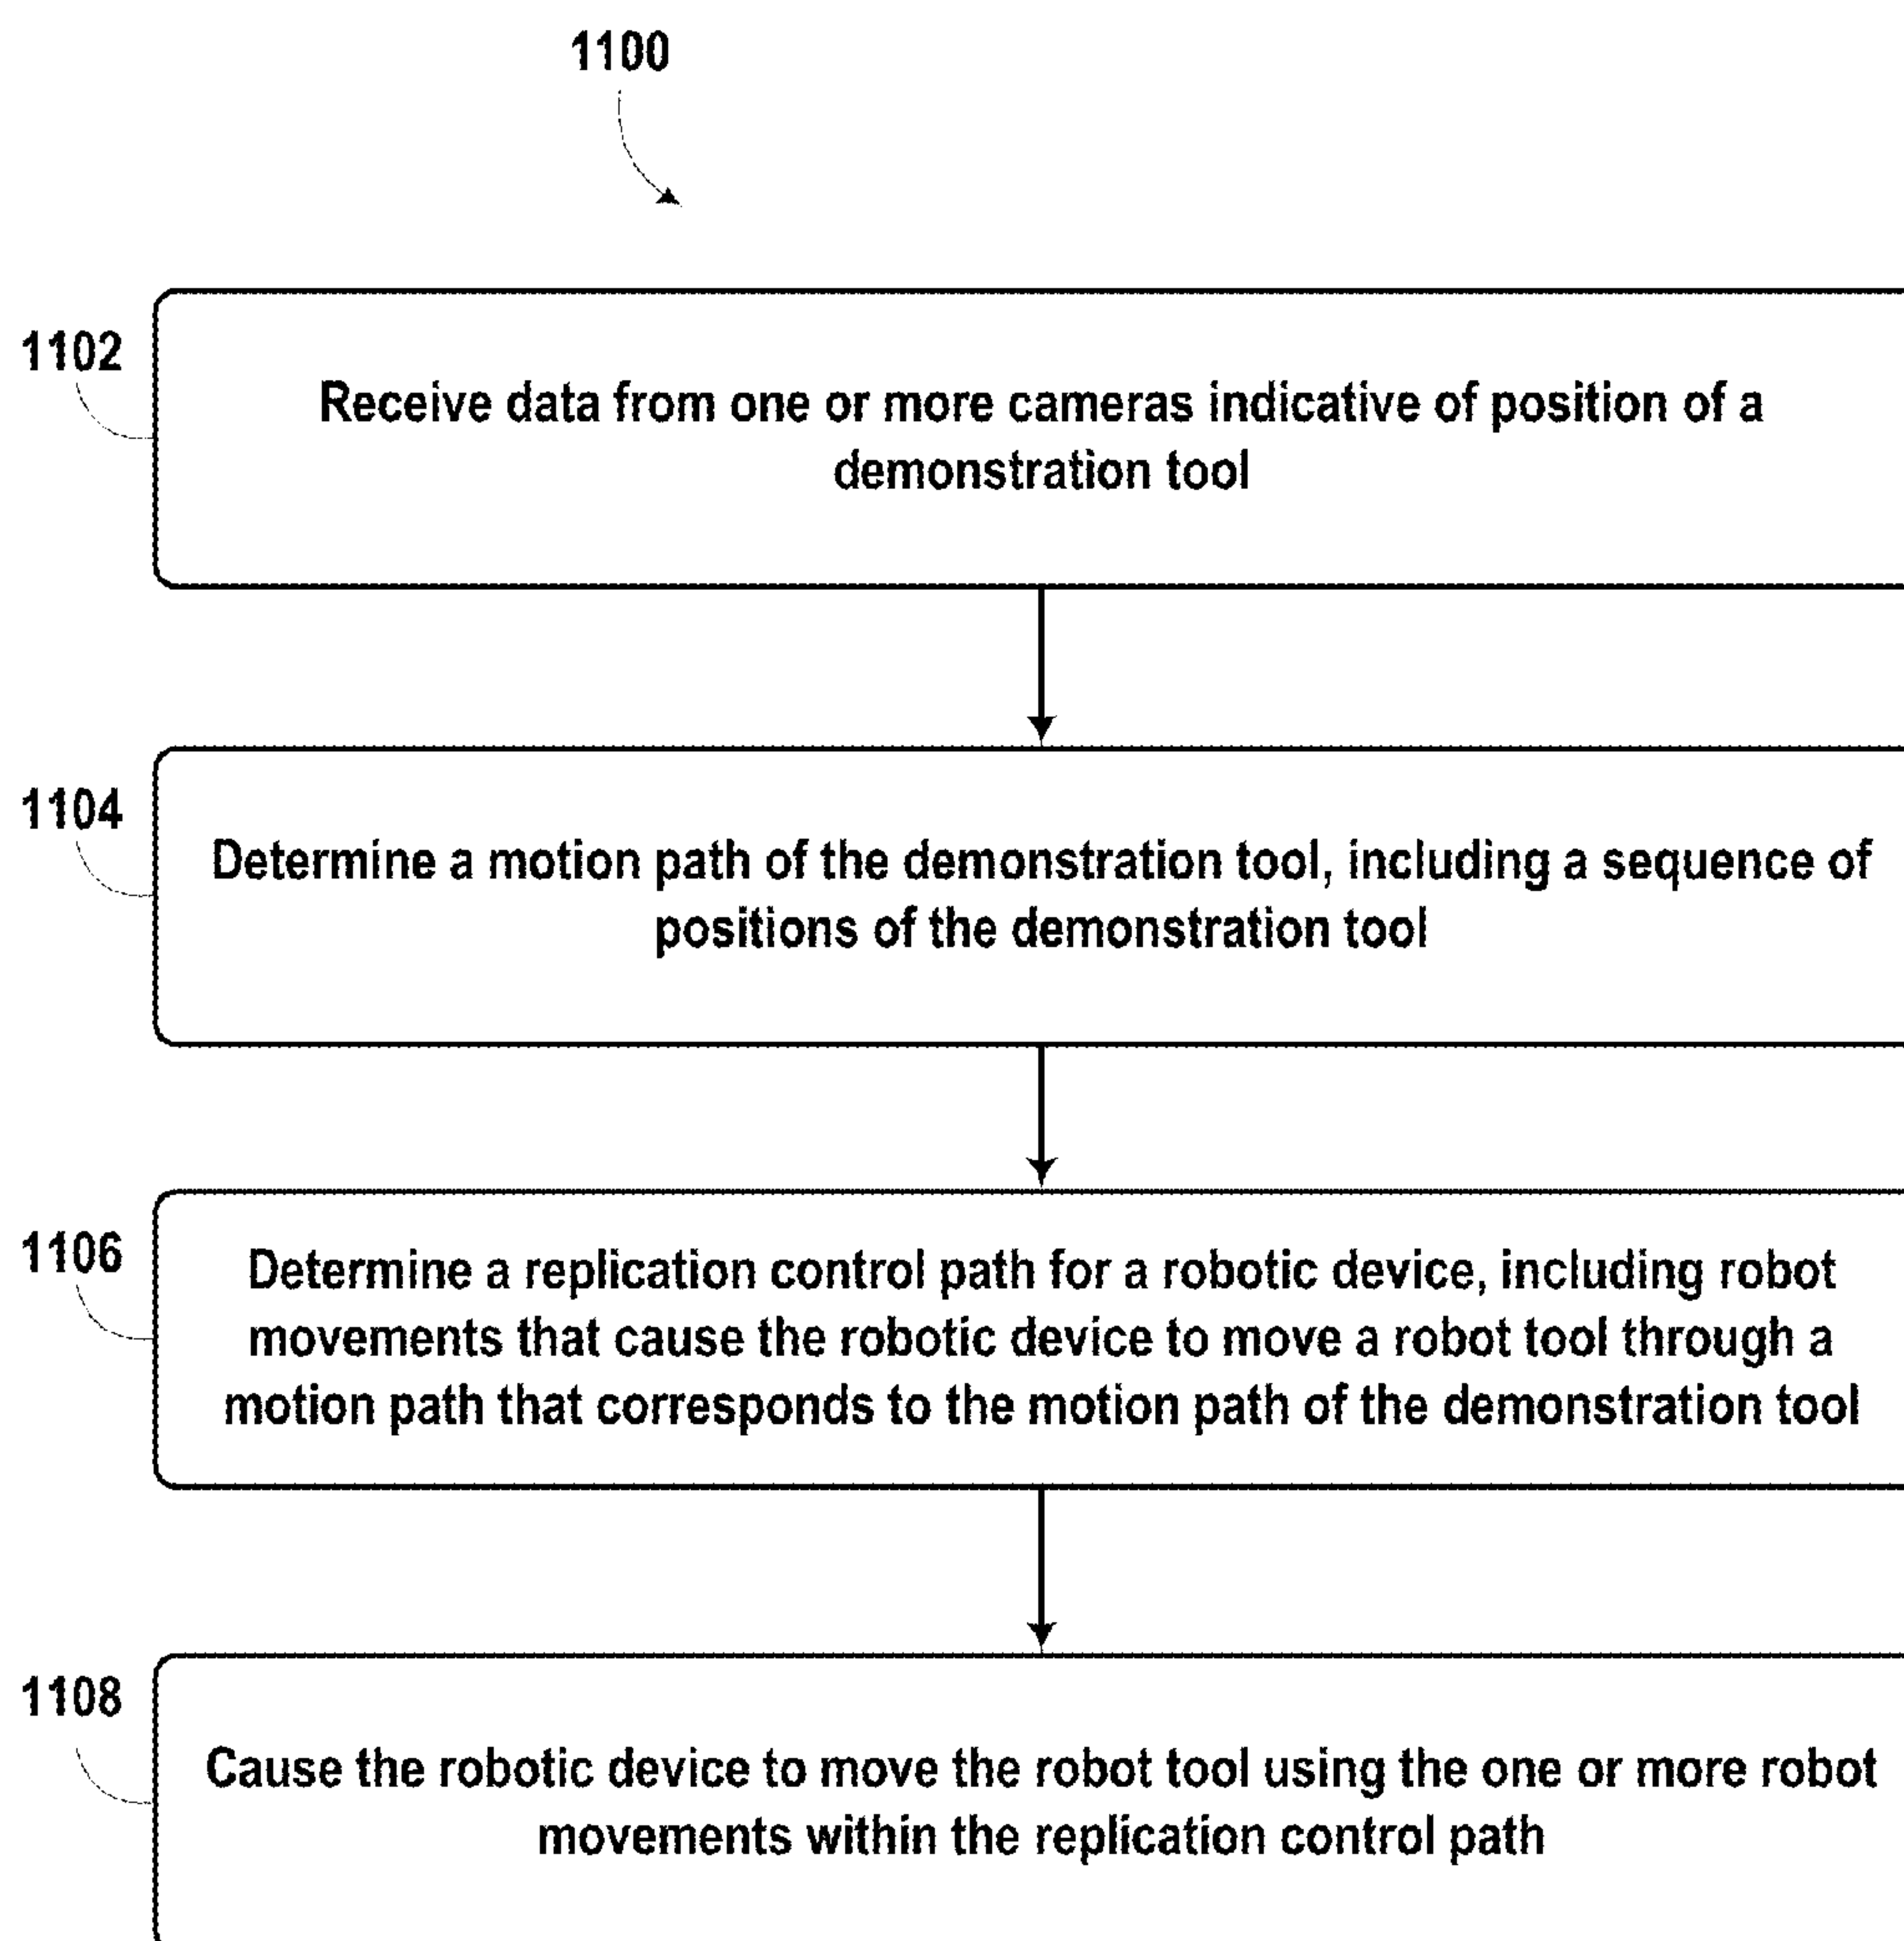 1100
1102
Receive data from one or more cameras indicative of position of a
demonstration tool
1104
Determine a motion path of the demonstration tool, including a sequence of
positions of the demonstration tool
1106
Determine a replication control path for a robotic device, including robot
movements that cause the robotic device to move a robot tool through a
motion path that corresponds to the motion path of the demonstration tool
1108
Cause the robotic device to move the robot tool using the one or more robot
movements within the replication control path